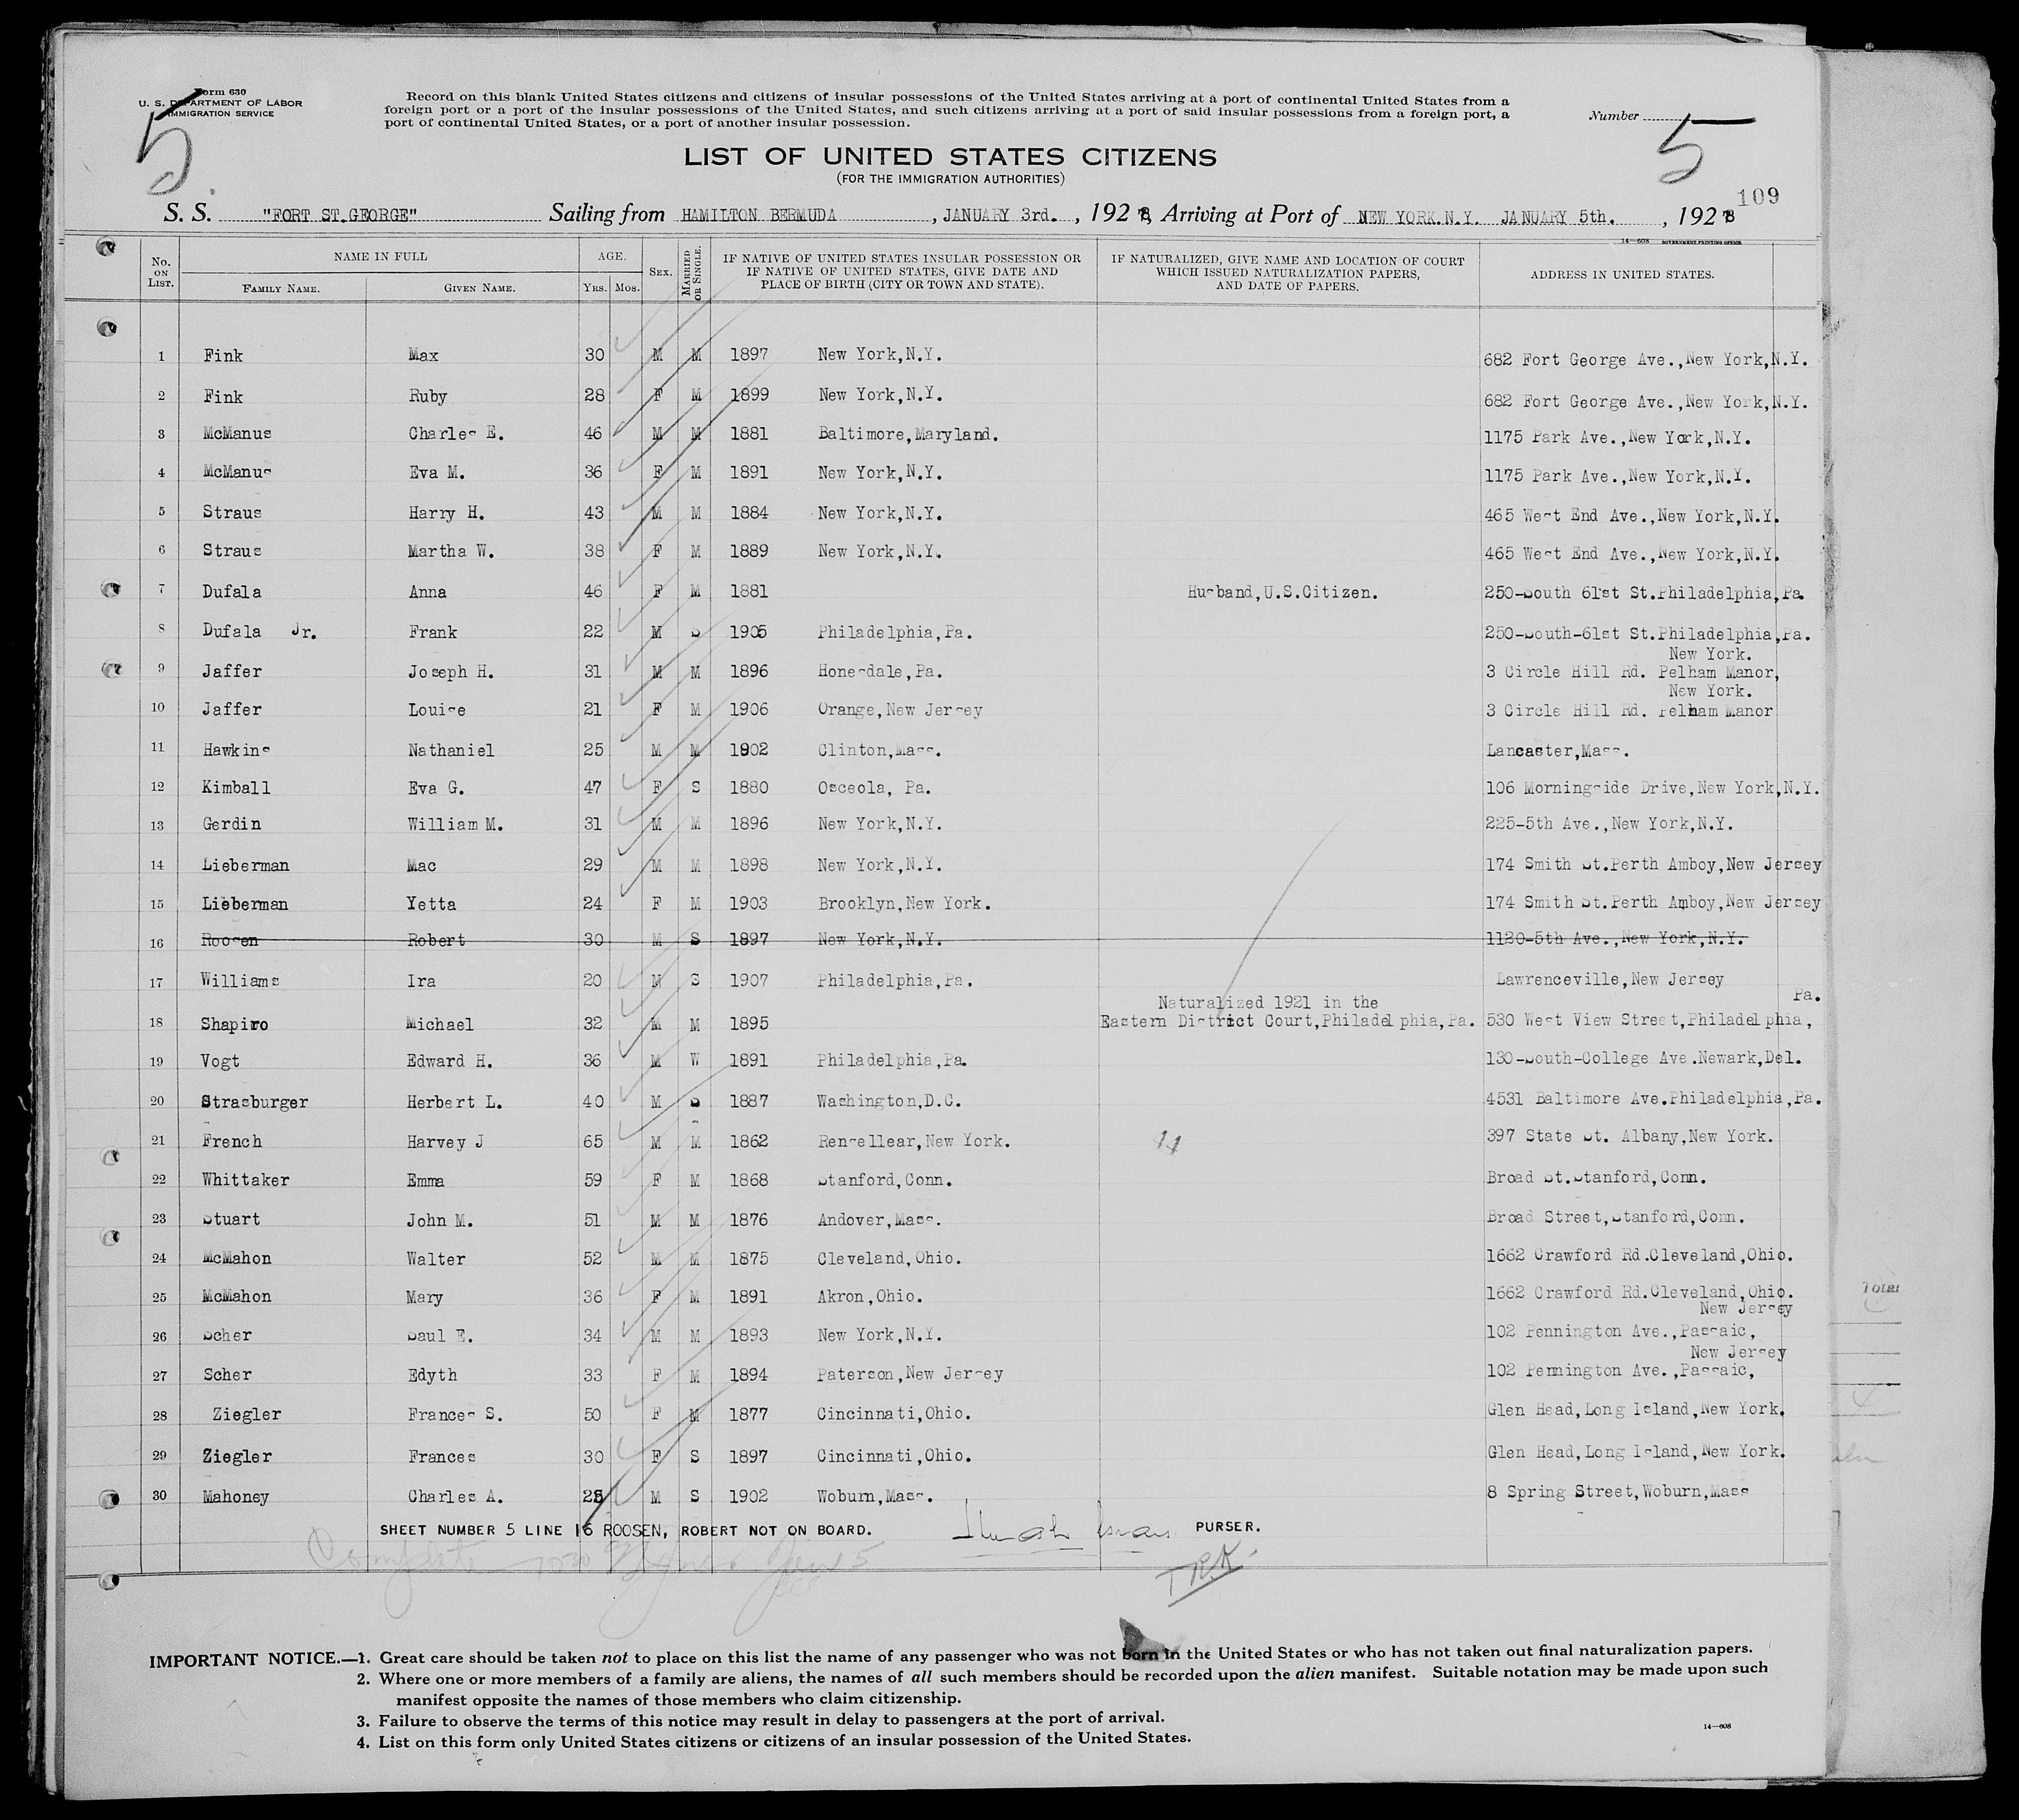 Form 630
U. S. DEPARTMENT OF LABOR
IMMIGRATION SERVICE
5
Record on this blank United States citizens and citizens of insular possessions of the United States arriving at a port of continental United States from a
foreign port or a port of the insular possessions of the United States, and such citizens arriving at a port of said insular possessions from a foreign port, a
port of continental United States, or a port of another insular possession.
Number 5
LIST OF UNITED STATES CITIZENS
(FOR THE IMMIGRATION AUTHORITIES)
109
S. S. "FORT ST.GEORGE" Sailing from HAMILTON BERMUDA , JANUARY 3rd. , 1928, Arriving at Port of NEW YORK.N.Y. JANUARY 5th. , 1928
14—608 GOVERNMENT PRINTING OFFICE
No. ON LIST. NAME IN FULL FAMILY NAME. GIVEN NAME. AGE. YRS. MOS. SEX. MARRIED OR SINGLE. IF NATIVE OF UNITED STATES INSULAR POSSESSION OR IF NATIVE OF UNITED STATES, GIVE DATE AND PLACE OF BIRTH (CITY OR TOWN AND STATE). IF NATURALIZED, GIVE NAME AND LOCATION OF COURT WHICH ISSUED NATURALIZATION PAPERS, AND DATE OF PAPERS. ADDRESS IN UNITED STATES.
1 Fink Max 30 M M 1897 New York,N.Y. 682 Fort George Ave.,New York,N.Y.
2 Fink Ruby 28 F M 1899 New York,N.Y. 682 Fort George Ave.,New York,N.Y.
3 McManus Charles E. 46 M M 1881 Baltimore,Maryland. 1175 Park Ave.,New York,N.Y.
4 McManus Eva M. 36 F M 1891 New York,N.Y. 1175 Park Ave.,New York,N.Y.
5 Straus Harry H. 43 M M 1884 New York,N.Y. 465 West End Ave.,New York,N.Y.
6 Straus Martha W. 38 F M 1889 New York,N.Y. 465 West End Ave.,New York,N.Y.
7 Dufala Anna 46 F M 1881 Husband,U.S.Citizen. 250-South 61st St.Philadelphia,Pa.
8 Dufala Jr. Frank 22 M S 1905 Philadelphia,Pa. 250-South-61st St.Philadelphia,Pa.
New York.
9 Jaffer Joseph H. 31 M M 1896 Honesdale,Pa. 3 Circle Hill Rd. Pelham Manor,
New York.
10 Jaffer Louise 21 F M 1906 Orange,New Jersey 3 Circle Hill Rd. Pelham Manor
11 Hawkins Nathaniel 25 M M 1902 Clinton,Mass. Lancaster,Mass.
12 Kimball Eva G. 47 F S 1880 Osceola, Pa. 106 Morningside Drive,New York,N.Y.
13 Gerdin William M. 31 M M 1896 New York,N.Y. 225-5th Ave.,New York,N.Y.
14 Lieberman Mac 29 M M 1898 New York,N.Y. 174 Smith St.Perth Amboy,New Jersey
15 Lieberman Yetta 24 F M 1903 Brooklyn,New York. 174 Smith St.Perth Amboy,New Jersey
16 Roosen Robert 30 M S 1897 New York,N.Y. 1120-5th Ave.,New York,N.Y.
17 Williams Ira 20 M S 1907 Philadelphia,Pa. Lawrenceville,New Jersey
Naturalized 1921 in the Pa.
18 Shapiro Michael 32 M M 1895 Eastern District Court,Philadelphia,Pa. 530 West View Street,Philadelphia,
19 Vogt Edward H. 36 M W 1891 Philadelphia,Pa. 130-South-College Ave.Newark,Del.
20 Strasburger Herbert L. 40 M S 1887 Washington,D.C. 4531 Baltimore Ave.Philadelphia,Pa.
21 French Harvey J 65 M M 1862 Rensellear,New York. 397 State St. Albany,New York.
22 Whittaker Emma 59 F M 1868 Stanford,Conn. Broad St.Stanford,Conn.
23 Stuart John M. 51 M M 1876 Andover,Mass. Broad Street,Stanford,Conn.
24 McMahon Walter 52 M M 1875 Cleveland,Ohio. 1662 Crawford Rd.Cleveland,Ohio.
25 McMahon Mary 36 F M 1891 Akron,Ohio. 1662 Crawford Rd.Cleveland,Ohio.
New Jersey
26 Scher Saul E. 34 M M 1893 New York,N.Y. 102 Pennington Ave.,Passaic,
New Jersey
27 Scher Edyth 33 F M 1894 Paterson,New Jersey 102 Pennington Ave.,Passaic,
28 Ziegler Frances S. 50 F M 1877 Cincinnati,Ohio. Glen Head,Long Island,New York.
29 Ziegler Frances 30 F S 1897 Cincinnati,Ohio. Glen Head,Long Island,New York.
30 Mahoney Charles A. 25 M S 1902 Woburn,Mass. 8 Spring Street,Woburn,Mass
SHEET NUMBER 5 LINE 16 ROOSEN, ROBERT NOT ON BOARD. PURSER.
Complete Jan 5
TRK
Total
IMPORTANT NOTICE.—1. Great care should be taken not to place on this list the name of any passenger who was not born in the United States or who has not taken out final naturalization papers.
2. Where one or more members of a family are aliens, the names of all such members should be recorded upon the alien manifest. Suitable notation may be made upon such
manifest opposite the names of those members who claim citizenship.
3. Failure to observe the terms of this notice may result in delay to passengers at the port of arrival.
4. List on this form only United States citizens or citizens of an insular possession of the United States.
14—608